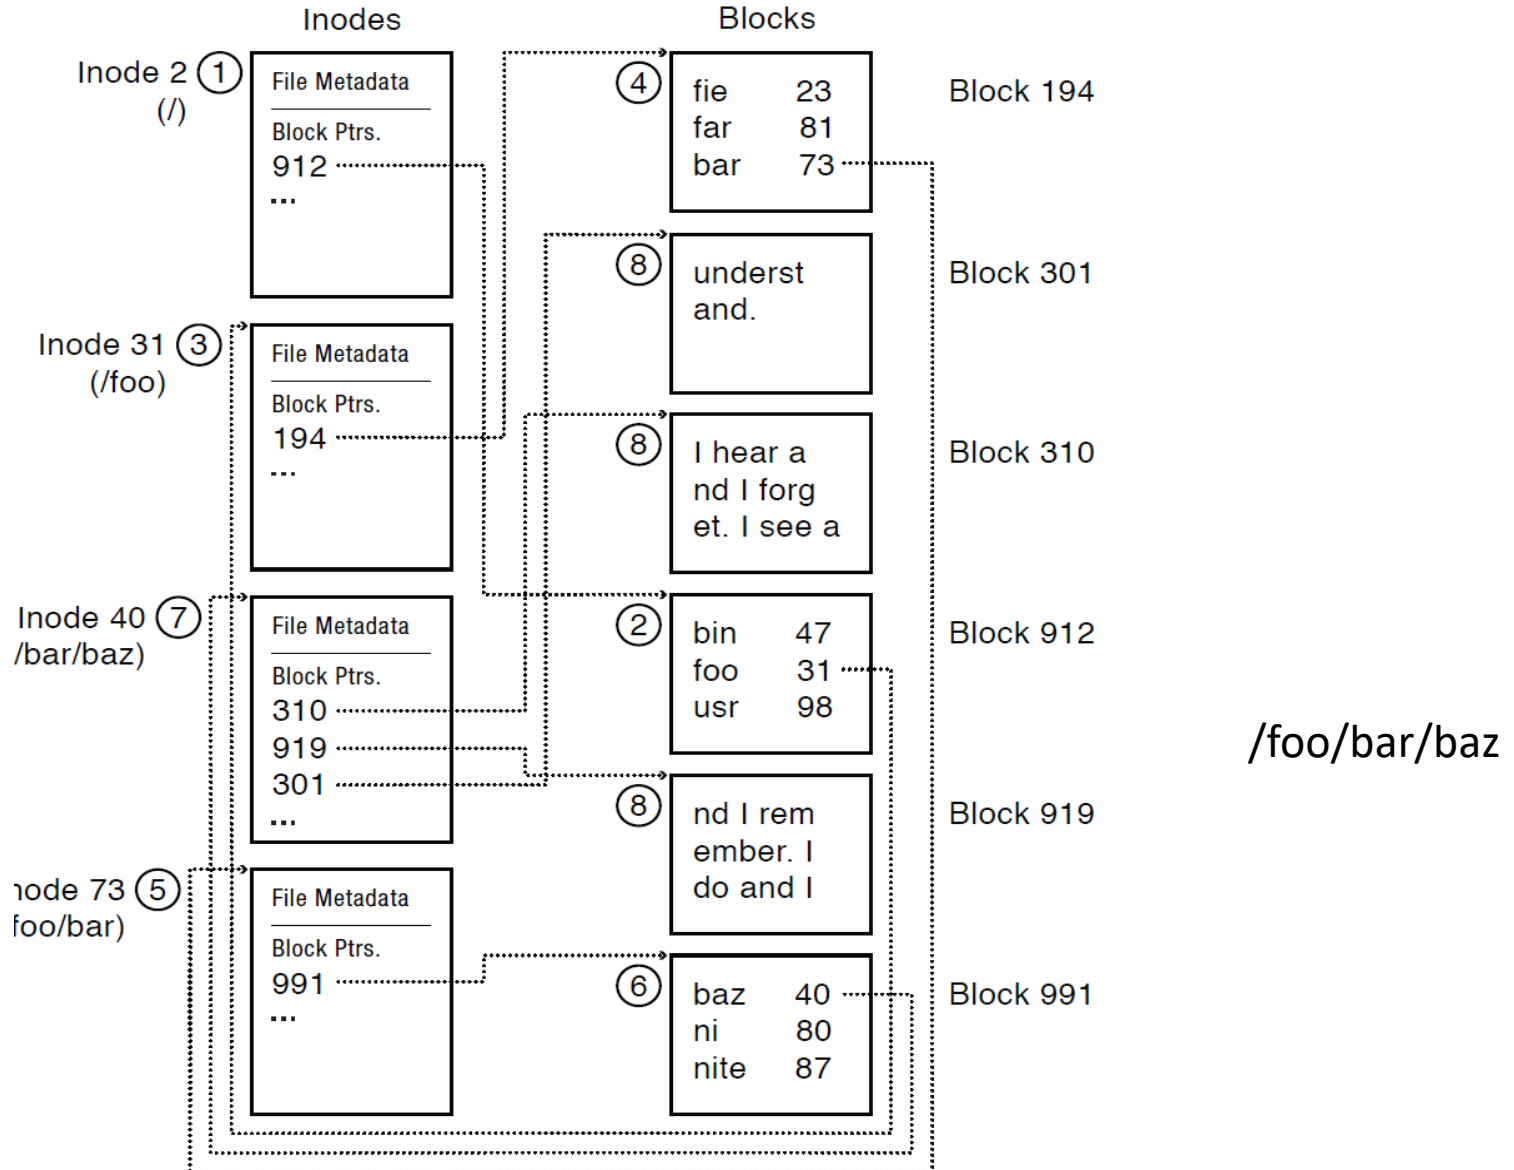 Inodes
Blocks
Inode 2 1
(/)
File Metadata
Block Ptrs.
912
...
Inode 31 3
(/foo)
File Metadata
Block Ptrs.
194
...
Inode 40 7
/bar/baz)
File Metadata
Block Ptrs.
310
919
301
...
node 73 5
foo/bar)
File Metadata
Block Ptrs.
991
...
4
fie 23
far 81
bar 73
Block 194
8
underst
and.
Block 301
8
I hear a
nd I forg
et. I see a
Block 310
2
bin 47
foo 31
usr 98
Block 912
8
nd I rem
ember. I
do and I
Block 919
6
baz 40
ni 80
nite 87
Block 991
/foo/bar/baz